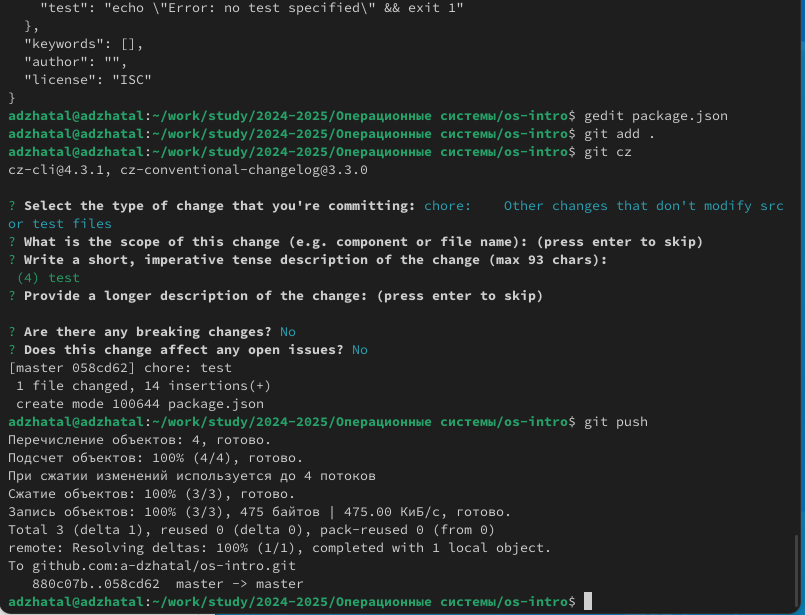 "test": "echo \"Error: no test specified\" && exit 1"
  },
  "keywords": [],
  "author": "",
  "license": "ISC"
}
adzhatal@adzhatal:~/work/study/2024-2025/Операционные системы/os-intro$ gedit package.json
adzhatal@adzhatal:~/work/study/2024-2025/Операционные системы/os-intro$ git add .
adzhatal@adzhatal:~/work/study/2024-2025/Операционные системы/os-intro$ git cz
cz-cli@4.3.1, cz-conventional-changelog@3.3.0

? Select the type of change that you're committing: chore:    Other changes that don't modify src
or test files
? What is the scope of this change (e.g. component or file name): (press enter to skip)
? Write a short, imperative tense description of the change (max 93 chars):
 (4) test
? Provide a longer description of the change: (press enter to skip)

? Are there any breaking changes? No
? Does this change affect any open issues? No
[master 058cd62] chore: test
 1 file changed, 14 insertions(+)
 create mode 100644 package.json
adzhatal@adzhatal:~/work/study/2024-2025/Операционные системы/os-intro$ git push
Перечисление объектов: 4, готово.
Подсчет объектов: 100% (4/4), готово.
При сжатии изменений используется до 4 потоков
Сжатие объектов: 100% (3/3), готово.
Запись объектов: 100% (3/3), 475 байтов | 475.00 КиБ/с, готово.
Total 3 (delta 1), reused 0 (delta 0), pack-reused 0 (from 0)
remote: Resolving deltas: 100% (1/1), completed with 1 local object.
To github.com:a-dzhatal/os-intro.git
   880c07b..058cd62  master -> master
adzhatal@adzhatal:~/work/study/2024-2025/Операционные системы/os-intro$